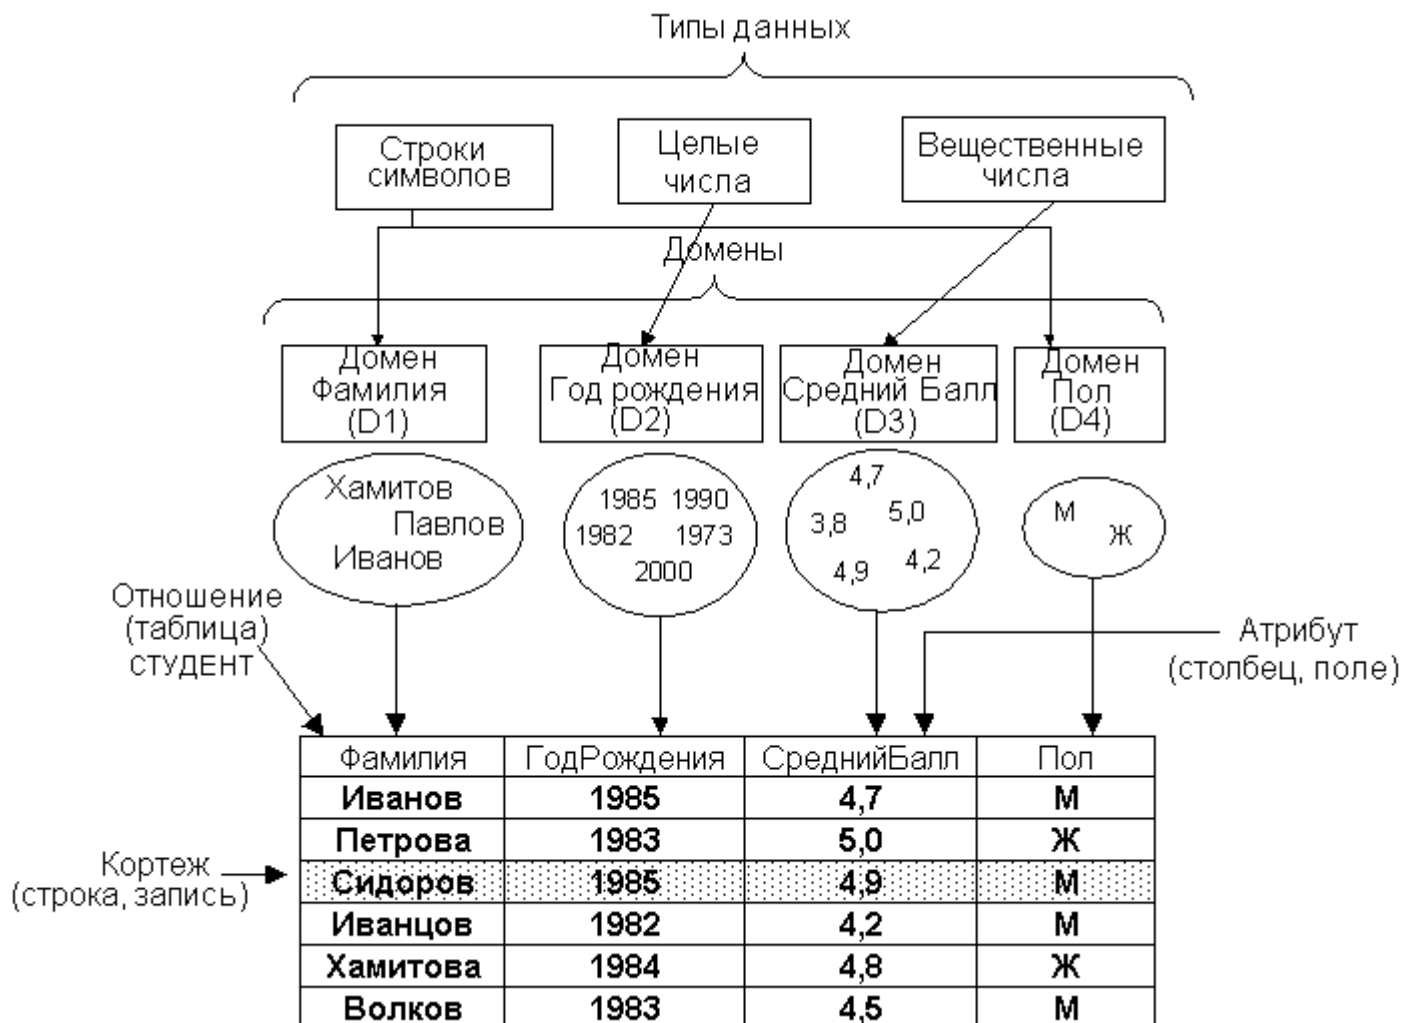 Типы данных
Строки
символов
Целые
числа
Вещественные
числа
Домены
Домен
Фамилия
(D1)
Домен
Год рождения
(D2)
Домен
Средний Балл
(D3)
Домен
Пол
(D4)
Хамитов
Павлов
Иванов
1985 1990
1982 1973
2000
4,7
3,8 5,0
4,9 4,2
М
Ж
Отношение
(таблица)
СТУДЕНТ
Атрибут
(столбец, поле)
Фамилия ГодРождения СреднийБалл Пол
Иванов 1985 4,7 М
Петрова 1983 5,0 Ж
Кортеж
(строка, запись)
Сидоров 1985 4,9 М
Иванцов 1982 4,2 М
Хамитова 1984 4,8 Ж
Волков 1983 4,5 М